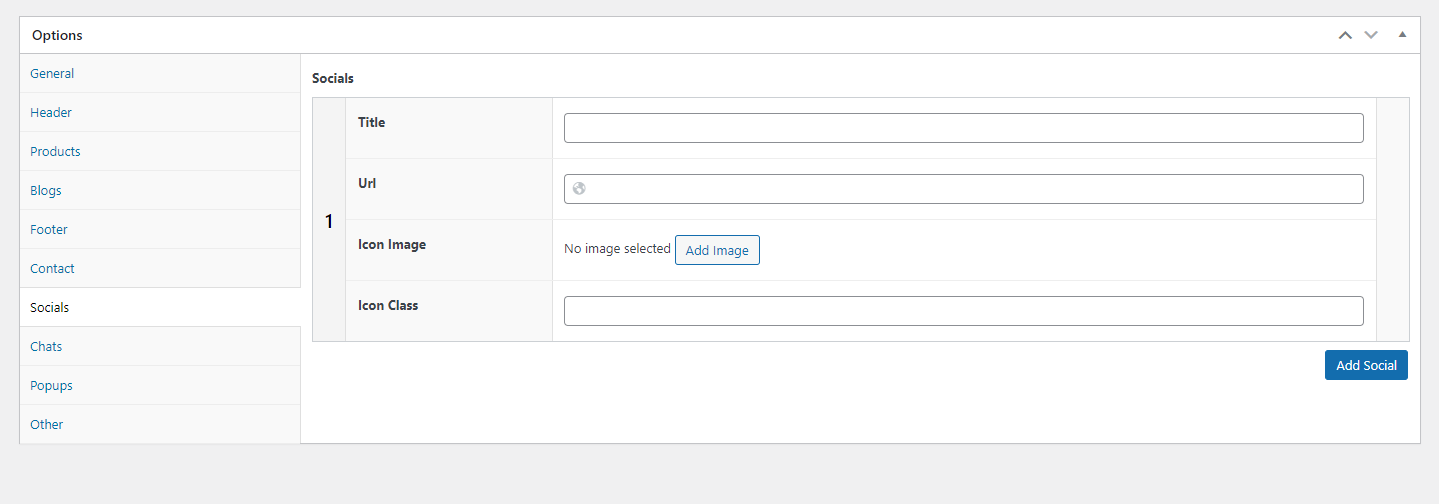 Options
General
Header
Products
Blogs
Footer
Contact
Socials
Chats
Popups
Other
Socials
1
Title
Url
Icon Image
No image selected Add Image
Icon Class
Add Social